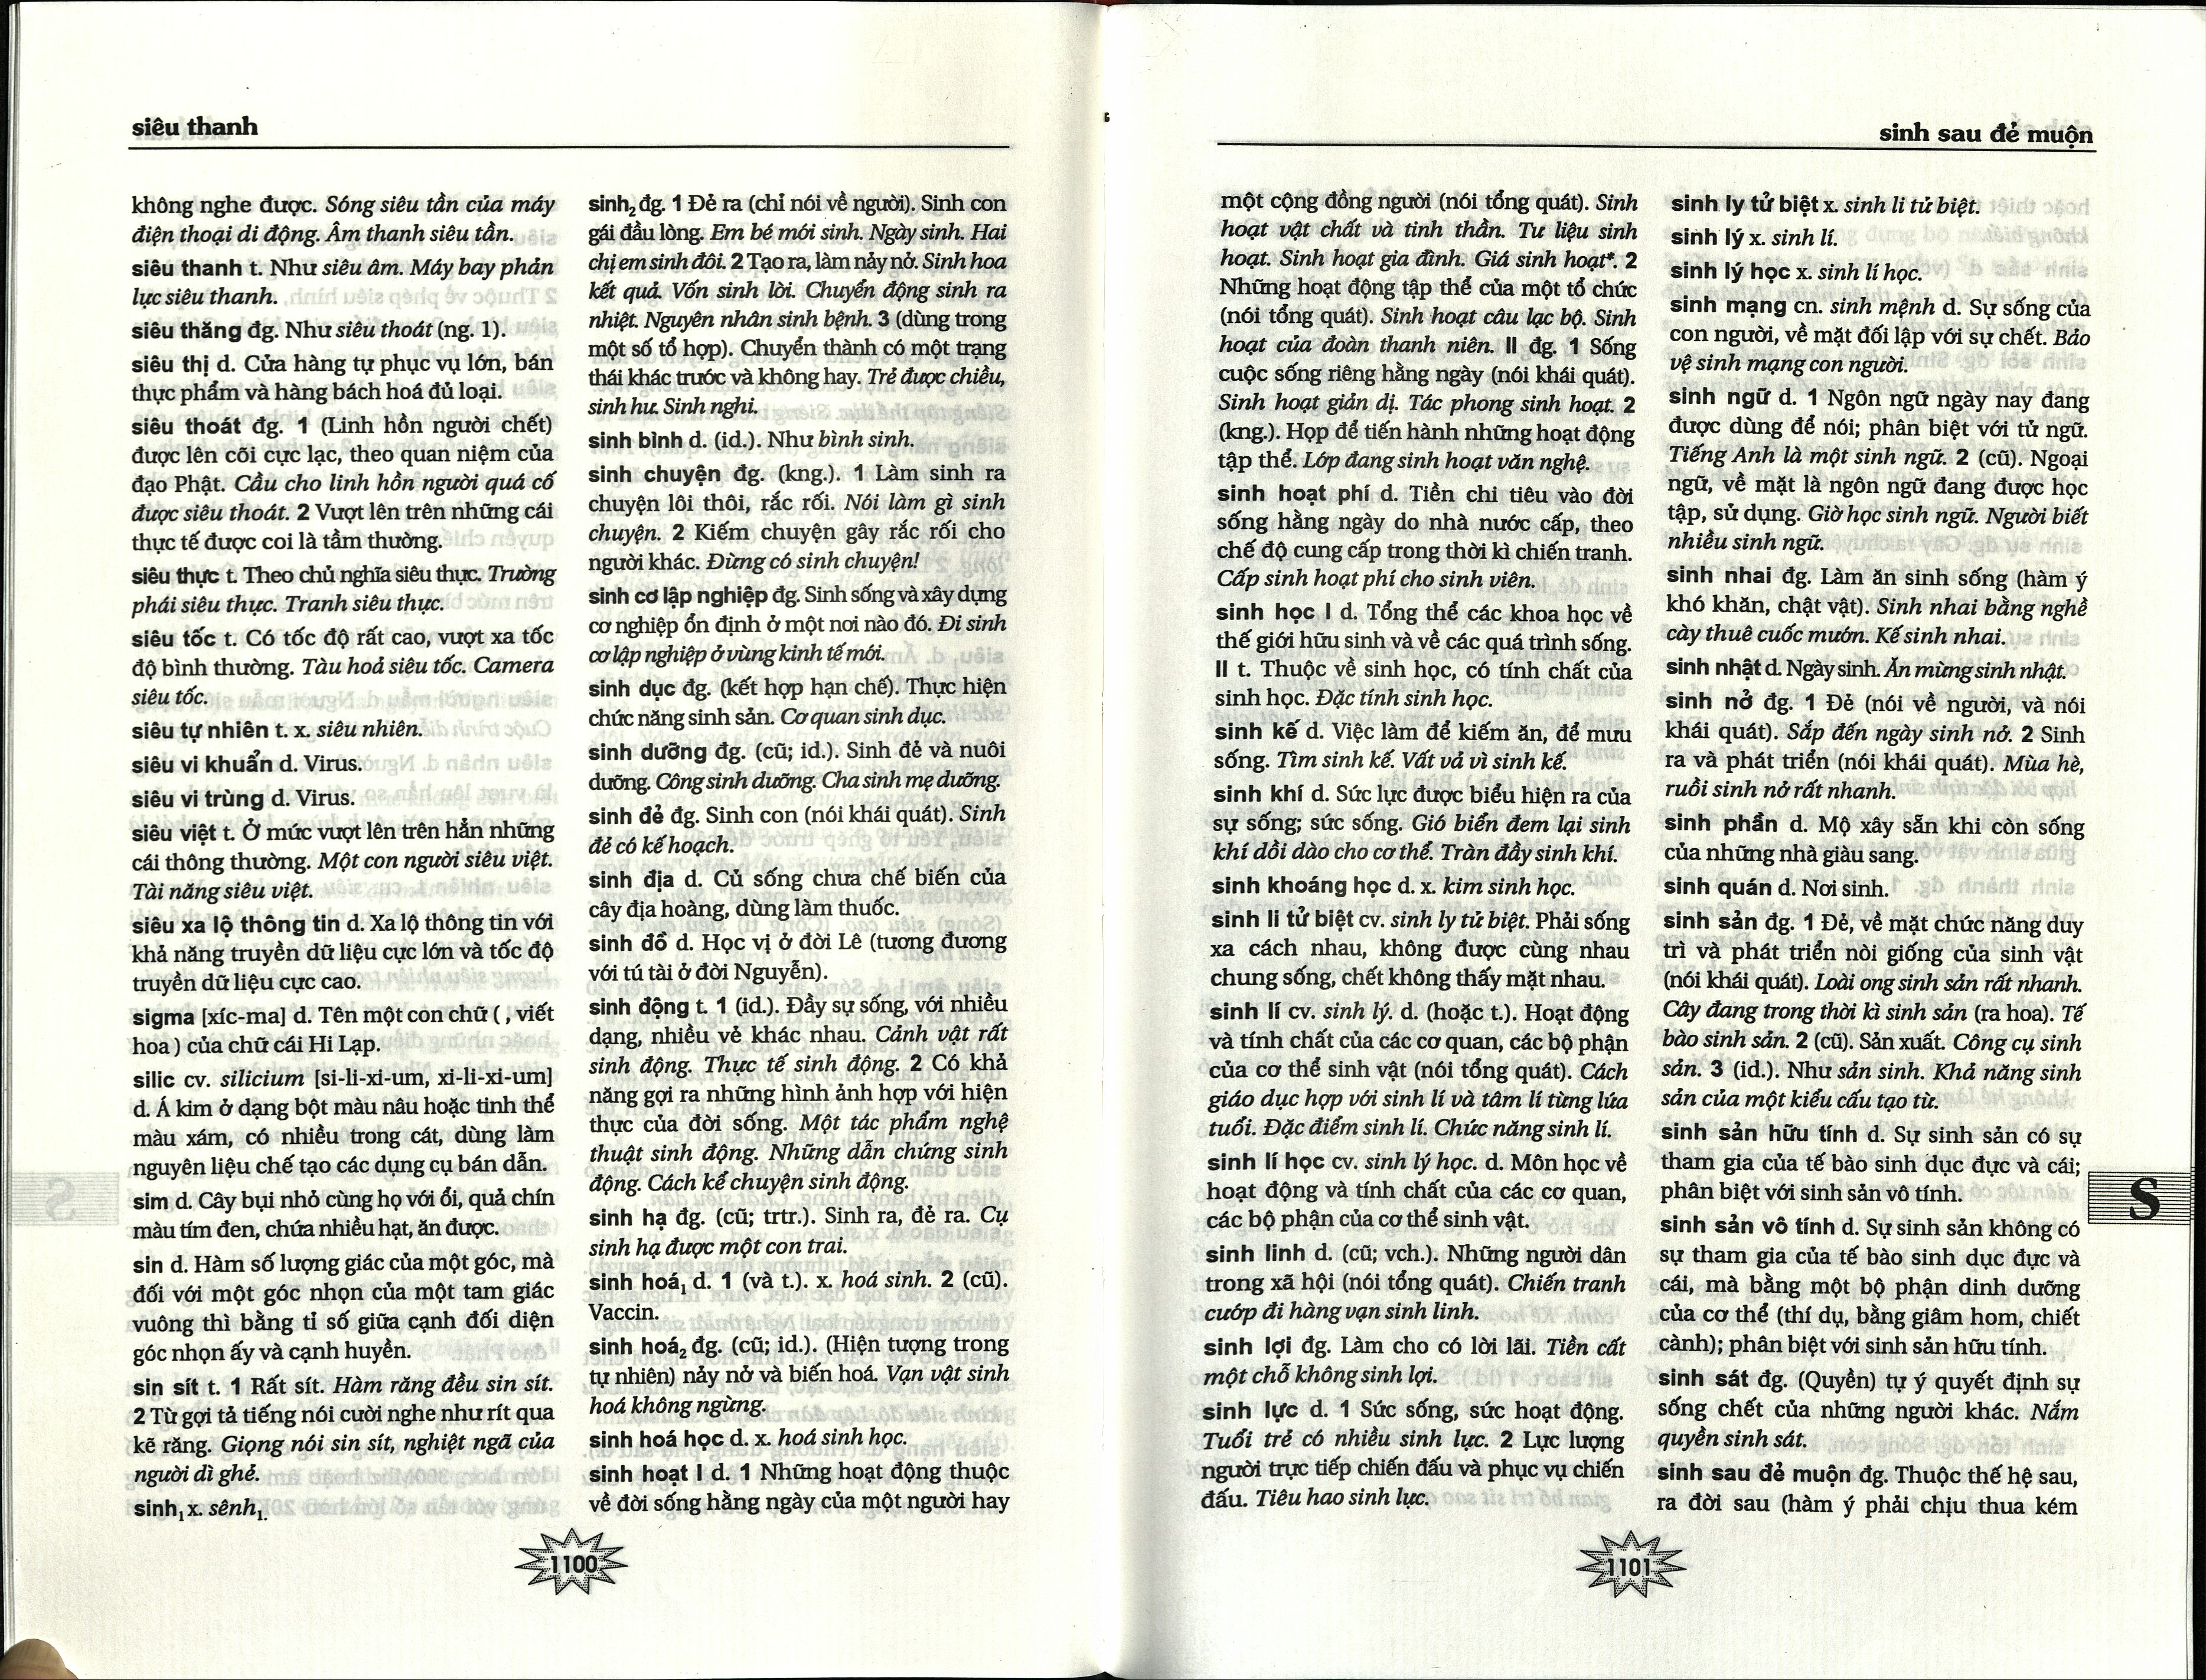 siêu thanh
không nghe được. Sóng siêu tần của máy
điện thoại di động. Âm thanh siêu tần.
siêu thanh t. Như siêu âm. Máy bay phản
lực siêu thanh.
siêu thăng đg. Như siêu thoát (ng. 1).
siêu thị d. Cửa hàng tự phục vụ lớn, bán
thực phẩm và hàng bách hoá đủ loại.
siêu thoát đg. 1 (Linh hồn người chết)
được lên cõi cực lạc, theo quan niệm của
đạo Phật. Cầu cho linh hồn người quá cố
được siêu thoát. 2 Vượt lên trên những cái
thực tế được coi là tầm thường.
siêu thực t. Theo chủ nghĩa siêu thực. Trường
phái siêu thực. Tranh siêu thực.
siêu tốc t. Có tốc độ rất cao, vượt xa tốc
độ bình thường. Tàu hoả siêu tốc. Camera
siêu tốc.
siêu tự nhiên t. x. siêu nhiên.
siêu vi khuẩn d. Virus.
siêu vi trùng d. Virus.
siêu việt t. Ở mức vượt lên trên hẳn những
cái thông thường. Một con người siêu việt.
Tài năng siêu việt.
siêu xa lộ thông tin d. Xa lộ thông tin với
khả năng truyền dữ liệu cực lớn và tốc độ
truyền dữ liệu cực cao.
sigma [xíc-ma] d. Tên một con chữ ( , viết
hoa ) của chữ cái Hi Lạp.
silic cv. silicium [si-li-xi-um, xi-li-xi-um]
d. Á kim ở dạng bột màu nâu hoặc tinh thể
màu xám, có nhiều trong cát, dùng làm
nguyên liệu chế tạo các dụng cụ bán dẫn.
sim d. Cây bụi nhỏ cùng họ với ổi, quả chín
màu tím đen, chứa nhiều hạt, ăn được.
sin d. Hàm số lượng giác của một góc, mà
đối với một góc nhọn của một tam giác
vuông thì bằng tỉ số giữa cạnh đối diện
góc nhọn ấy và cạnh huyền.
sin sít t. 1 Rất sít. Hàm răng đều sin sít.
2 Từ gợi tả tiếng nói cười nghe như rít qua
kẽ răng. Giọng nói sin sít, nghiệt ngã của
người dì ghẻ.
sinh₁ x. sênh₁.
sinh₂ đg. 1 Đẻ ra (chỉ nói về người). Sinh con
gái đầu lòng. Em bé mới sinh. Ngày sinh. Hai
chị em sinh đôi. 2 Tạo ra, làm nảy nở. Sinh hoa
kết quả. Vốn sinh lời. Chuyển động sinh ra
nhiệt. Nguyên nhân sinh bệnh. 3 (dùng trong
một số tổ hợp). Chuyển thành có một trạng
thái khác trước và không hay. Trẻ được chiều,
sinh hư. Sinh nghi.
sinh bình d. (id.). Như bình sinh.
sinh chuyện đg. (kng.). 1 Làm sinh ra
chuyện lôi thôi, rắc rối. Nói làm gì sinh
chuyện. 2 Kiếm chuyện gây rắc rối cho
người khác. Đừng có sinh chuyện!
sinh cơ lập nghiệp đg. Sinh sống và xây dựng
cơ nghiệp ổn định ở một nơi nào đó. Đi sinh
cơ lập nghiệp ở vùng kinh tế mới.
sinh dục đg. (kết hợp hạn chế). Thực hiện
chức năng sinh sản. Cơ quan sinh dục.
sinh dưỡng đg. (cũ; id.). Sinh đẻ và nuôi
dưỡng. Công sinh dưỡng. Cha sinh mẹ dưỡng.
sinh đẻ đg. Sinh con (nói khái quát). Sinh
đẻ có kế hoạch.
sinh địa d. Củ sống chưa chế biến của
cây địa hoàng, dùng làm thuốc.
sinh đồ d. Học vị ở đời Lê (tương đương
với tú tài ở đời Nguyễn).
sinh động t. 1 (id.). Đầy sự sống, với nhiều
dạng, nhiều vẻ khác nhau. Cảnh vật rất
sinh động. Thực tế sinh động. 2 Có khả
năng gợi ra những hình ảnh hợp với hiện
thực của đời sống. Một tác phẩm nghệ
thuật sinh động. Những dẫn chứng sinh
động. Cách kể chuyện sinh động.
sinh hạ đg. (cũ; trtr.). Sinh ra, đẻ ra. Cụ
sinh hạ được một con trai.
sinh hoá₁ d. 1 (và t.). x. hoá sinh. 2 (cũ).
Vaccin.
sinh hoá₂ đg. (cũ; id.). (Hiện tượng trong
tự nhiên) nảy nở và biến hoá. Vạn vật sinh
hoá không ngừng.
sinh hoá học d. x. hoá sinh học.
sinh hoạt I d. 1 Những hoạt động thuộc
về đời sống hằng ngày của một người hay
1100
sinh sau đẻ muộn
một cộng đồng người (nói tổng quát). Sinh
hoạt vật chất và tinh thần. Tư liệu sinh
hoạt. Sinh hoạt gia đình. Giá sinh hoạt*. 2
Những hoạt động tập thể của một tổ chức
(nói tổng quát). Sinh hoạt câu lạc bộ. Sinh
hoạt của đoàn thanh niên. II đg. 1 Sống
cuộc sống riêng hằng ngày (nói khái quát).
Sinh hoạt giản dị. Tác phong sinh hoạt. 2
(kng.). Họp để tiến hành những hoạt động
tập thể. Lớp đang sinh hoạt văn nghệ.
sinh hoạt phí d. Tiền chi tiêu vào đời
sống hằng ngày do nhà nước cấp, theo
chế độ cung cấp trong thời kì chiến tranh.
Cấp sinh hoạt phí cho sinh viên.
sinh học I d. Tổng thể các khoa học về
thế giới hữu sinh và về các quá trình sống.
II t. Thuộc về sinh học, có tính chất của
sinh học. Đặc tính sinh học.
sinh kế d. Việc làm để kiếm ăn, để mưu
sống. Tìm sinh kế. Vất vả vì sinh kế.
sinh khí d. Sức lực được biểu hiện ra của
sự sống; sức sống. Gió biển đem lại sinh
khí dồi dào cho cơ thể. Tràn đầy sinh khí.
sinh khoáng học d. x. kim sinh học.
sinh li tử biệt cv. sinh ly tử biệt. Phải sống
xa cách nhau, không được cùng nhau
chung sống, chết không thấy mặt nhau.
sinh lí cv. sinh lý. d. (hoặc t.). Hoạt động
và tính chất của các cơ quan, các bộ phận
của cơ thể sinh vật (nói tổng quát). Cách
giáo dục hợp với sinh lí và tâm lí từng lứa
tuổi. Đặc điểm sinh lí. Chức năng sinh lí.
sinh lí học cv. sinh lý học. d. Môn học về
hoạt động và tính chất của các cơ quan,
các bộ phận của cơ thể sinh vật.
sinh linh d. (cũ; vch.). Những người dân
trong xã hội (nói tổng quát). Chiến tranh
cướp đi hàng vạn sinh linh.
sinh lợi đg. Làm cho có lời lãi. Tiền cất
một chỗ không sinh lợi.
sinh lực d. 1 Sức sống, sức hoạt động.
Tuổi trẻ có nhiều sinh lực. 2 Lực lượng
người trực tiếp chiến đấu và phục vụ chiến
đấu. Tiêu hao sinh lực.
sinh ly tử biệt x. sinh li tử biệt.
sinh lý x. sinh lí.
sinh lý học x. sinh lí học.
sinh mạng cn. sinh mệnh d. Sự sống của
con người, về mặt đối lập với sự chết. Bảo
vệ sinh mạng con người.
sinh ngữ d. 1 Ngôn ngữ ngày nay đang
được dùng để nói; phân biệt với tử ngữ.
Tiếng Anh là một sinh ngữ. 2 (cũ). Ngoại
ngữ, về mặt là ngôn ngữ đang được học
tập, sử dụng. Giờ học sinh ngữ. Người biết
nhiều sinh ngữ.
sinh nhai đg. Làm ăn sinh sống (hàm ý
khó khăn, chật vật). Sinh nhai bằng nghề
cày thuê cuốc mướn. Kế sinh nhai.
sinh nhật d. Ngày sinh. Ăn mừng sinh nhật.
sinh nở đg. 1 Đẻ (nói về người, và nói
khái quát). Sắp đến ngày sinh nở. 2 Sinh
ra và phát triển (nói khái quát). Mùa hè,
ruồi sinh nở rất nhanh.
sinh phần d. Mộ xây sẵn khi còn sống
của những nhà giàu sang.
sinh quán d. Nơi sinh.
sinh sản đg. 1 Đẻ, về mặt chức năng duy
trì và phát triển nòi giống của sinh vật
(nói khái quát). Loài ong sinh sản rất nhanh.
Cây đang trong thời kì sinh sản (ra hoa). Tế
bào sinh sản. 2 (cũ). Sản xuất. Công cụ sinh
sản. 3 (id.). Như sản sinh. Khả năng sinh
sản của một kiểu cấu tạo từ.
sinh sản hữu tính d. Sự sinh sản có sự
tham gia của tế bào sinh dục đực và cái;
phân biệt với sinh sản vô tính.
sinh sản vô tính d. Sự sinh sản không có
sự tham gia của tế bào sinh dục đực và
cái, mà bằng một bộ phận dinh dưỡng
của cơ thể (thí dụ, bằng giâm hom, chiết
cành); phân biệt với sinh sản hữu tính.
sinh sát đg. (Quyền) tự ý quyết định sự
sống chết của những người khác. Nắm
quyền sinh sát.
sinh sau đẻ muộn đg. Thuộc thế hệ sau,
ra đời sau (hàm ý phải chịu thua kém
S
1101